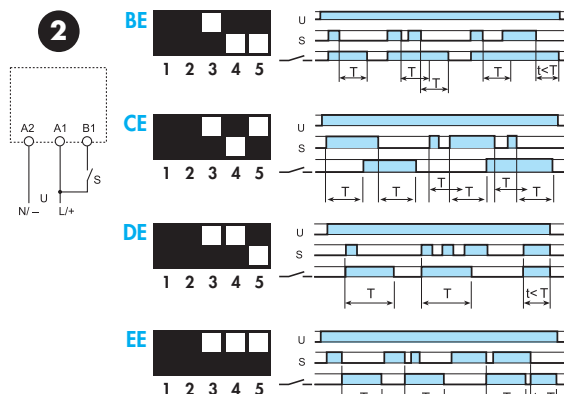 2
A2 A1 B1
S
U
N/– L/+
BE
1 2 3 4 5
U
S
T T T t<T
T
CE
1 2 3 4 5
U
S
T T T T T T
DE
1 2 3 4 5
U
S
T T t<T
EE
1 2 3 4 5
U
S
T T T t<T